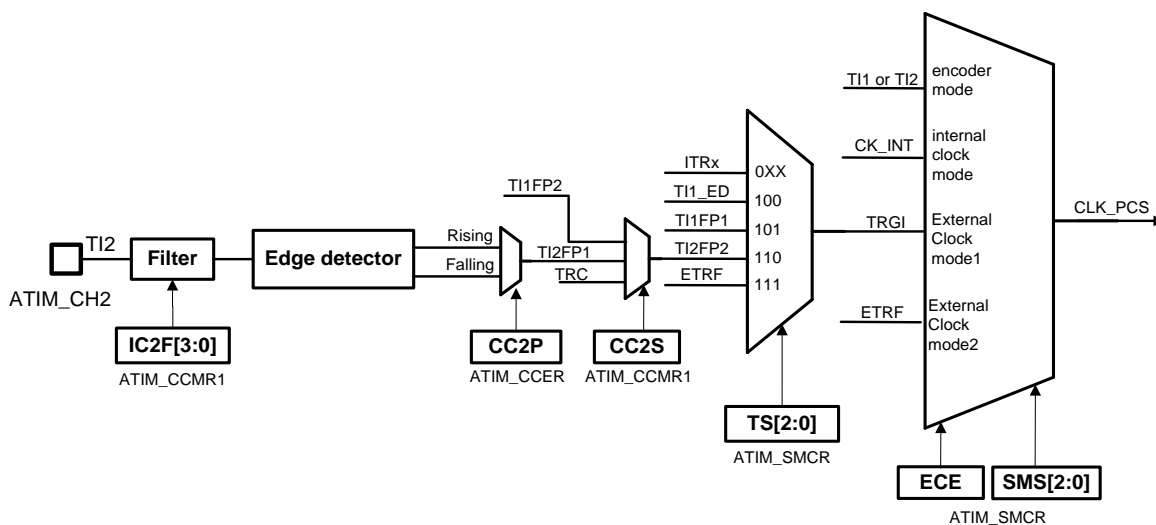 TI2
ATIM_CH2
Filter
IC2F[3:0]
ATIM_CCMR1
Edge detector
Rising
Falling
CC2P
ATIM_CCER
TI1FP2
TI2FP1
TRC
CC2S
ATIM_CCMR1
ITRx
TI1_ED
TI1FP1
TI2FP2
ETRF
0XX
100
101
110
111
TS[2:0]
ATIM_SMCR
TI1 or TI2
encoder
mode
CK_INT
internal
clock
mode
TRGI
External
Clock
mode1
ETRF
External
Clock
mode2
ECE
SMS[2:0]
ATIM_SMCR
CLK_PCS